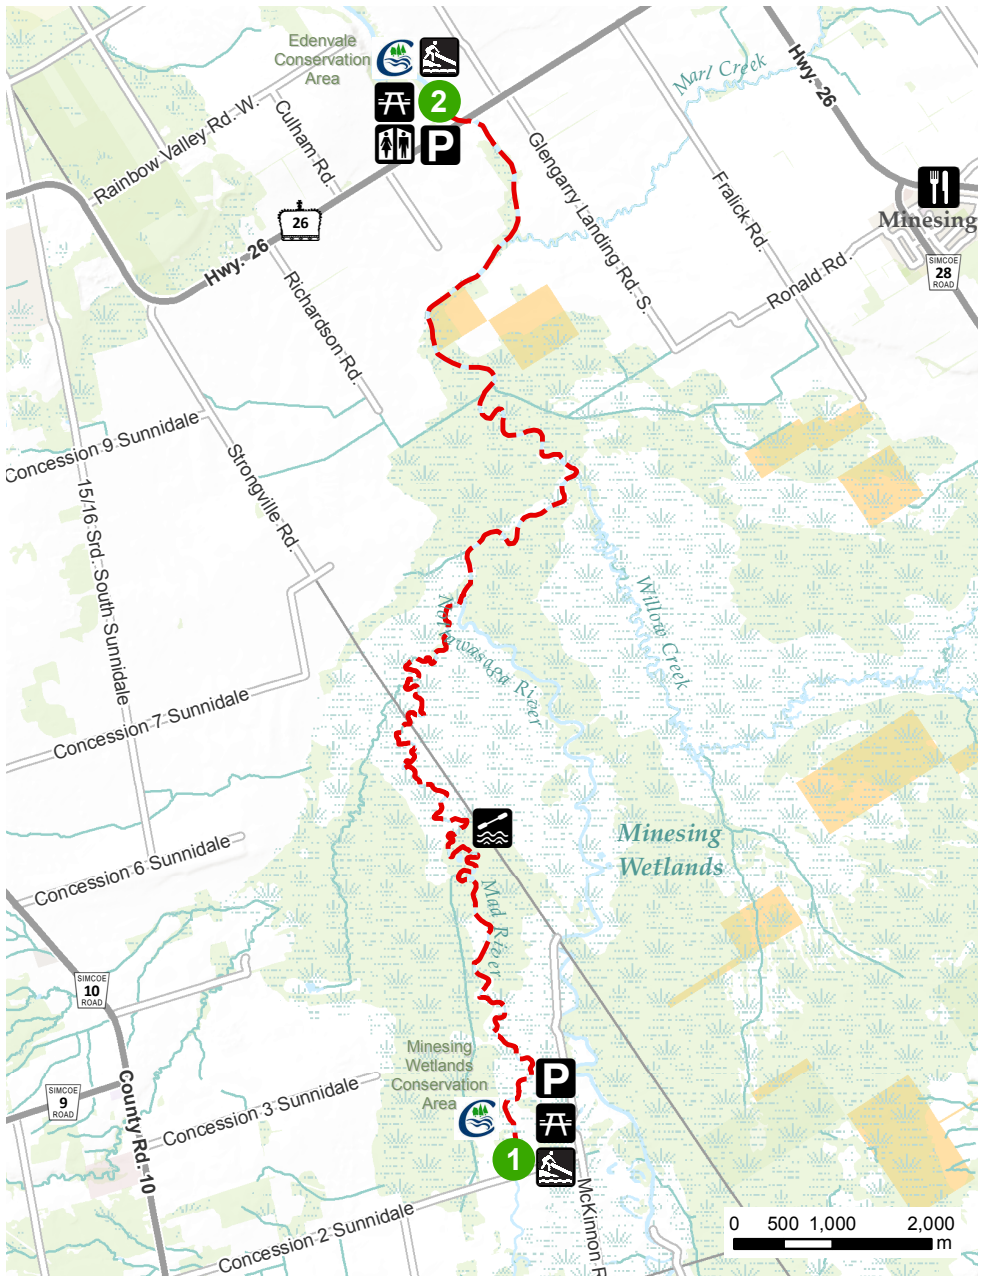 Edenvale
Conservation
Area
2
P
Hwy. 26
Marl Creek
Rainbow Valley Rd. W.
Culham Rd.
Glengarry Landing Rd. S.
Fralick Rd.
Minesing
26
Hwy. 26
SIMCOE
28
ROAD
Ronald Rd.
Richardson Rd.
Concession 9 Sunnidale
Strongville Rd.
15/16 Srd. South Sunnidale
Nottawasaga River
Willow Creek
Concession 7 Sunnidale
Minesing
Wetlands
Concession 6 Sunnidale
Mad River
SIMCOE
10
ROAD
Minesing
Wetlands
Conservation
Area
P
SIMCOE
9
ROAD
County Rd. 10
Concession 3 Sunnidale
1
McKinnon R
Concession 2 Sunnidale
0 500 1,000 2,000
m